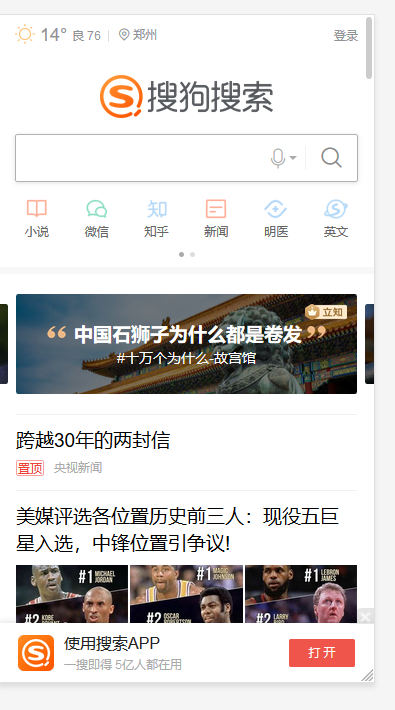 14° 良 76 郑州 登录
搜狗搜索
小说 微信 知乎 新闻 明医 英文
立知
“ 中国石狮子为什么都是卷发 ”
#十万个为什么-故宫馆
跨越30年的两封信
置顶 央视新闻
美媒评选各位置历史前三人：现役五巨
星入选，中锋位置引争议!
#1 MICHAEL JORDAN #1 MAGIC JOHNSON #1 LEBRON JAMES
#2 KOBE #2 OSCAR ROBERTSON #2 LARRY
使用搜索APP
一搜即得 5亿人都在用
打开